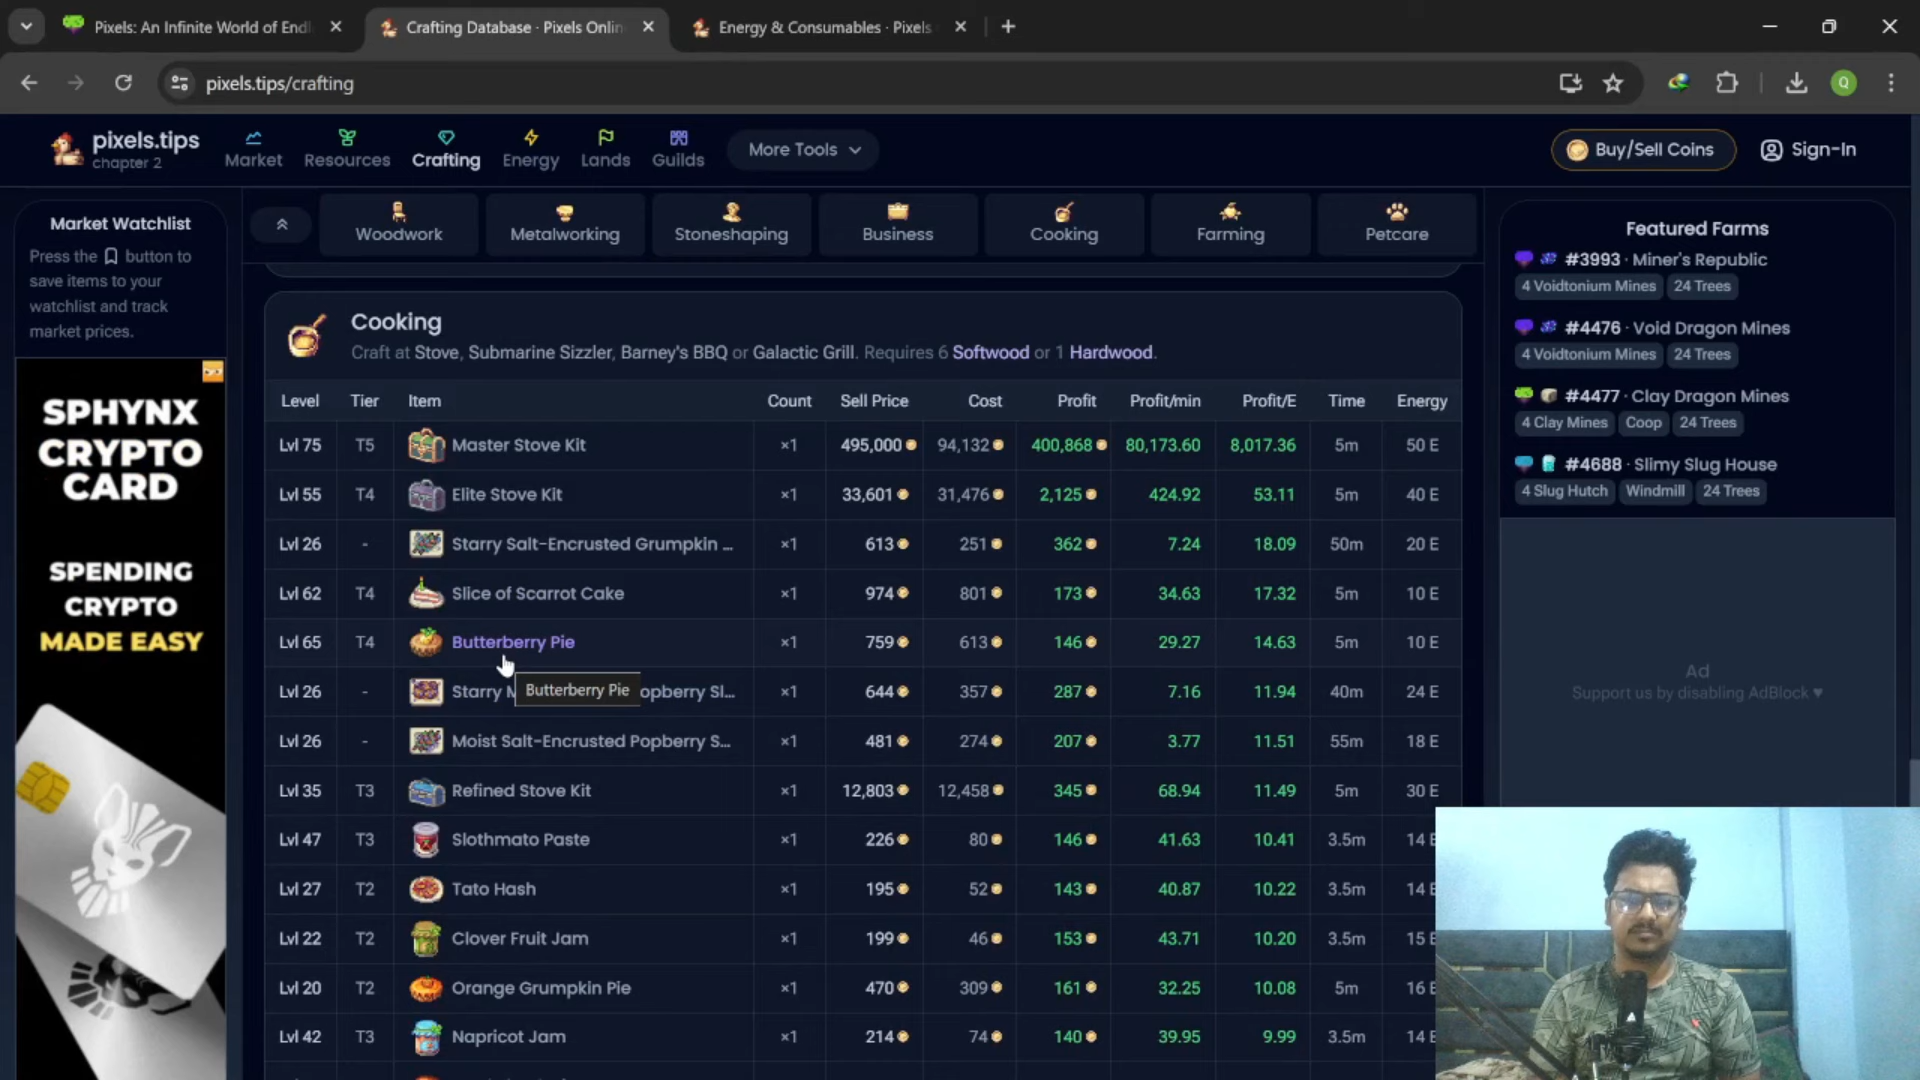 Pixels: An Infinite World of Endl
Crafting Database · Pixels Onlin
Energy & Consumables · Pixels
pixels.tips/crafting
Q
pixels.tips
chapter 2
Market
Resources
Crafting
Energy
Lands
Guilds
More Tools
Buy/Sell Coins
Sign-In
Woodwork
Metalworking
Stoneshaping
Business
Cooking
Farming
Petcare
Market Watchlist
Press the button to
save items to your
watchlist and track
market prices.
SPHYNX
CRYPTO
CARD
SPENDING
CRYPTO
MADE EASY
Cooking
Craft at Stove, Submarine Sizzler, Barney's BBQ or Galactic Grill. Requires 6 Softwood or 1 Hardwood.
Level Tier Item Count Sell Price Cost Profit Profit/min Profit/E Time Energy
Lvl 75 T5 Master Stove Kit ×1 495,000 94,132 400,868 80,173.60 8,017.36 5m 50 E
Lvl 55 T4 Elite Stove Kit ×1 33,601 31,476 2,125 424.92 53.11 5m 40 E
Lvl 26 - Starry Salt-Encrusted Grumpkin ... ×1 613 251 362 7.24 18.09 50m 20 E
Lvl 62 T4 Slice of Scarrot Cake ×1 974 801 173 34.63 17.32 5m 10 E
Lvl 65 T4 Butterberry Pie ×1 759 613 146 29.27 14.63 5m 10 E
Butterberry Pie
Lvl 26 - Starry M opberry Sl... ×1 644 357 287 7.16 11.94 40m 24 E
Lvl 26 - Moist Salt-Encrusted Popberry S... ×1 481 274 207 3.77 11.51 55m 18 E
Lvl 35 T3 Refined Stove Kit ×1 12,803 12,458 345 68.94 11.49 5m 30 E
Lvl 47 T3 Slothmato Paste ×1 226 80 146 41.63 10.41 3.5m 14 E
Lvl 27 T2 Tato Hash ×1 195 52 143 40.87 10.22 3.5m 14 E
Lvl 22 T2 Clover Fruit Jam ×1 199 46 153 43.71 10.20 3.5m 15 E
Lvl 20 T2 Orange Grumpkin Pie ×1 470 309 161 32.25 10.08 5m 16 E
Lvl 42 T3 Napricot Jam ×1 214 74 140 39.95 9.99 3.5m 14 E
Featured Farms
#3993 · Miner's Republic
4 Voidtonium Mines 24 Trees
#4476 · Void Dragon Mines
4 Voidtonium Mines 24 Trees
#4477 · Clay Dragon Mines
4 Clay Mines Coop 24 Trees
#4688 · Slimy Slug House
4 Slug Hutch Windmill 24 Trees
Ad
Support us by disabling AdBlock ♥